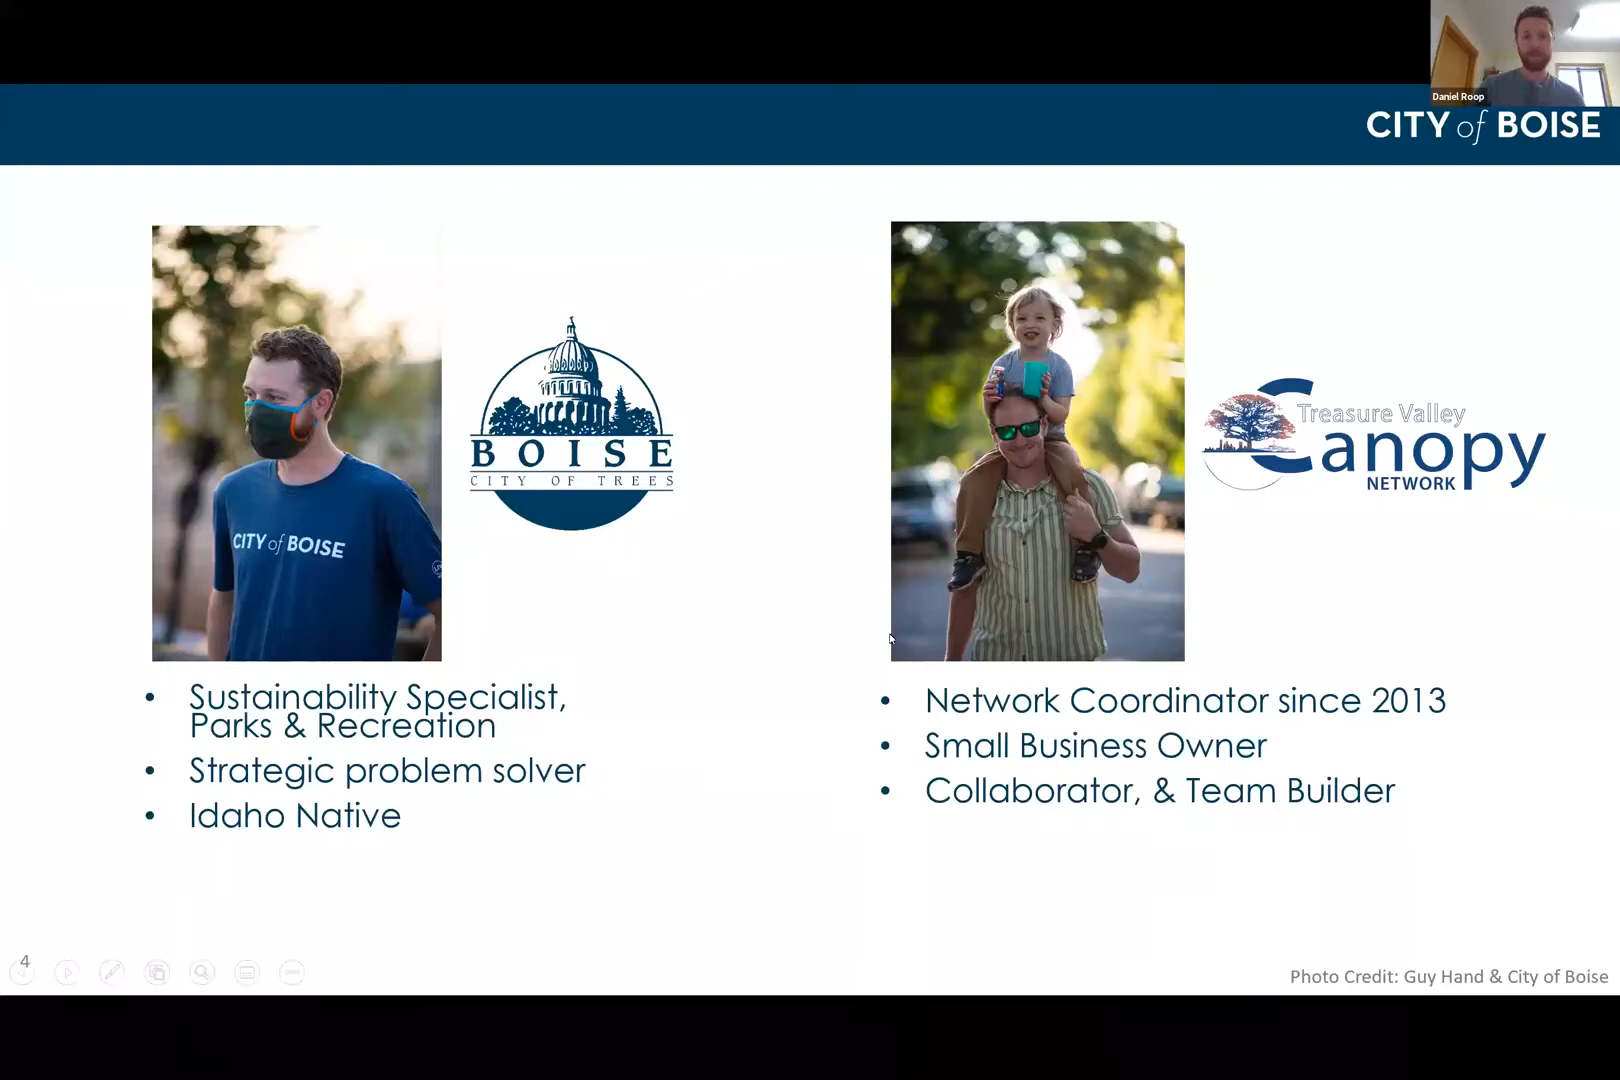 Daniel Roop
CITY of BOISE
CITY of BOISE
BOISE
CITY OF TREES
Treasure Valley
Canopy
NETWORK
• Sustainability Specialist,
Parks & Recreation
• Strategic problem solver
• Idaho Native
• Network Coordinator since 2013
• Small Business Owner
• Collaborator, & Team Builder
4
Photo Credit: Guy Hand & City of Boise